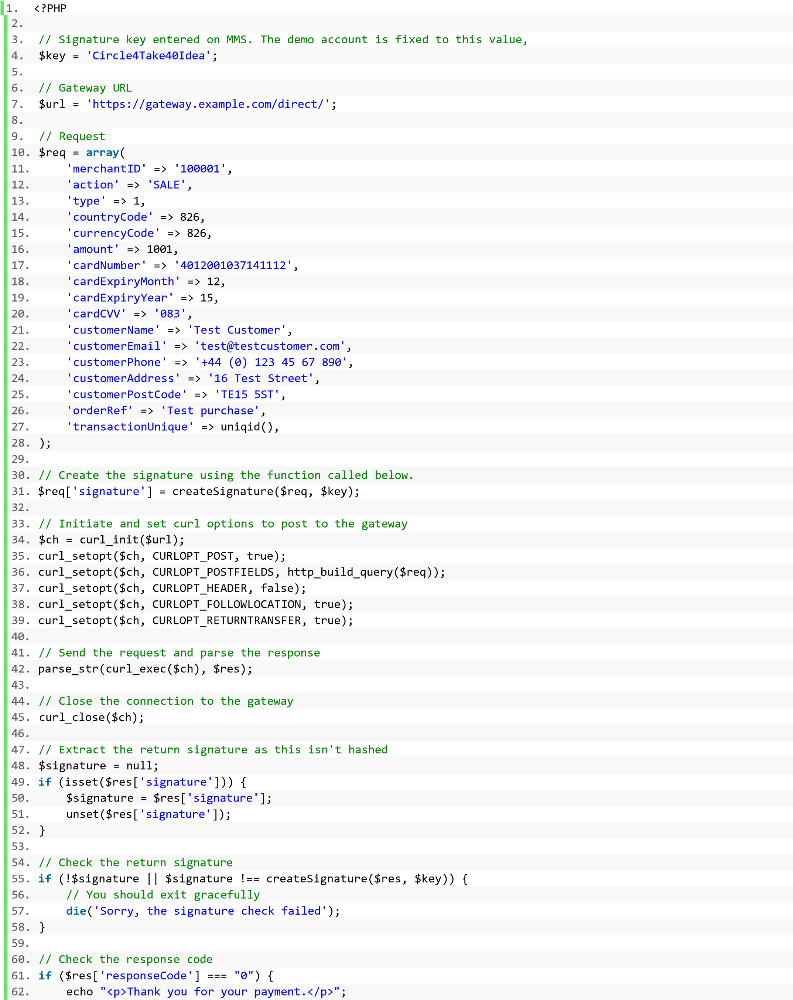 1. <?PHP
2.
3. // Signature key entered on MMS. The demo account is fixed to this value,
4. $key = 'Circle4Take40Idea';
5.
6. // Gateway URL
7. $url = 'https://gateway.example.com/direct/';
8.
9. // Request
10. $req = array(
11. 'merchantID' => '100001',
12. 'action' => 'SALE',
13. 'type' => 1,
14. 'countryCode' => 826,
15. 'currencyCode' => 826,
16. 'amount' => 1001,
17. 'cardNumber' => '4012001037141112',
18. 'cardExpiryMonth' => 12,
19. 'cardExpiryYear' => 15,
20. 'cardCVV' => '083',
21. 'customerName' => 'Test Customer',
22. 'customerEmail' => 'test@testcustomer.com',
23. 'customerPhone' => '+44 (0) 123 45 67 890',
24. 'customerAddress' => '16 Test Street',
25. 'customerPostCode' => 'TE15 5ST',
26. 'orderRef' => 'Test purchase',
27. 'transactionUnique' => uniqid(),
28. );
29.
30. // Create the signature using the function called below.
31. $req['signature'] = createSignature($req, $key);
32.
33. // Initiate and set curl options to post to the gateway
34. $ch = curl_init($url);
35. curl_setopt($ch, CURLOPT_POST, true);
36. curl_setopt($ch, CURLOPT_POSTFIELDS, http_build_query($req));
37. curl_setopt($ch, CURLOPT_HEADER, false);
38. curl_setopt($ch, CURLOPT_FOLLOWLOCATION, true);
39. curl_setopt($ch, CURLOPT_RETURNTRANSFER, true);
40.
41. // Send the request and parse the response
42. parse_str(curl_exec($ch), $res);
43.
44. // Close the connection to the gateway
45. curl_close($ch);
46.
47. // Extract the return signature as this isn't hashed
48. $signature = null;
49. if (isset($res['signature'])) {
50. $signature = $res['signature'];
51. unset($res['signature']);
52. }
53.
54. // Check the return signature
55. if (!$signature || $signature !== createSignature($res, $key)) {
56. // You should exit gracefully
57. die('Sorry, the signature check failed');
58. }
59.
60. // Check the response code
61. if ($res['responseCode'] === "0") {
62. echo "<p>Thank you for your payment.</p>";